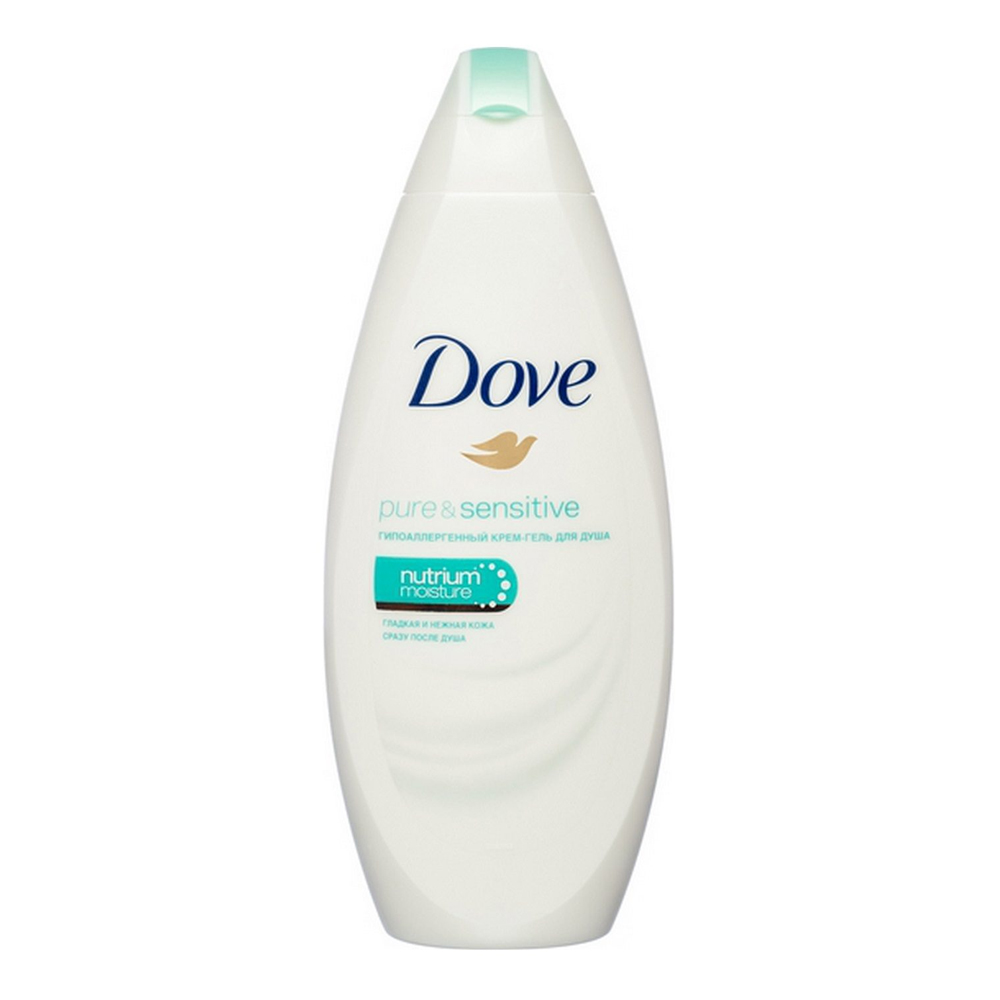 Dove
pure & sensitive
ГИПОАЛЛЕРГЕННЫЙ КРЕМ-ГЕЛЬ ДЛЯ ДУША
nutrium
moisture
ГЛАДКАЯ И НЕЖНАЯ КОЖА
СРАЗУ ПОСЛЕ ДУША